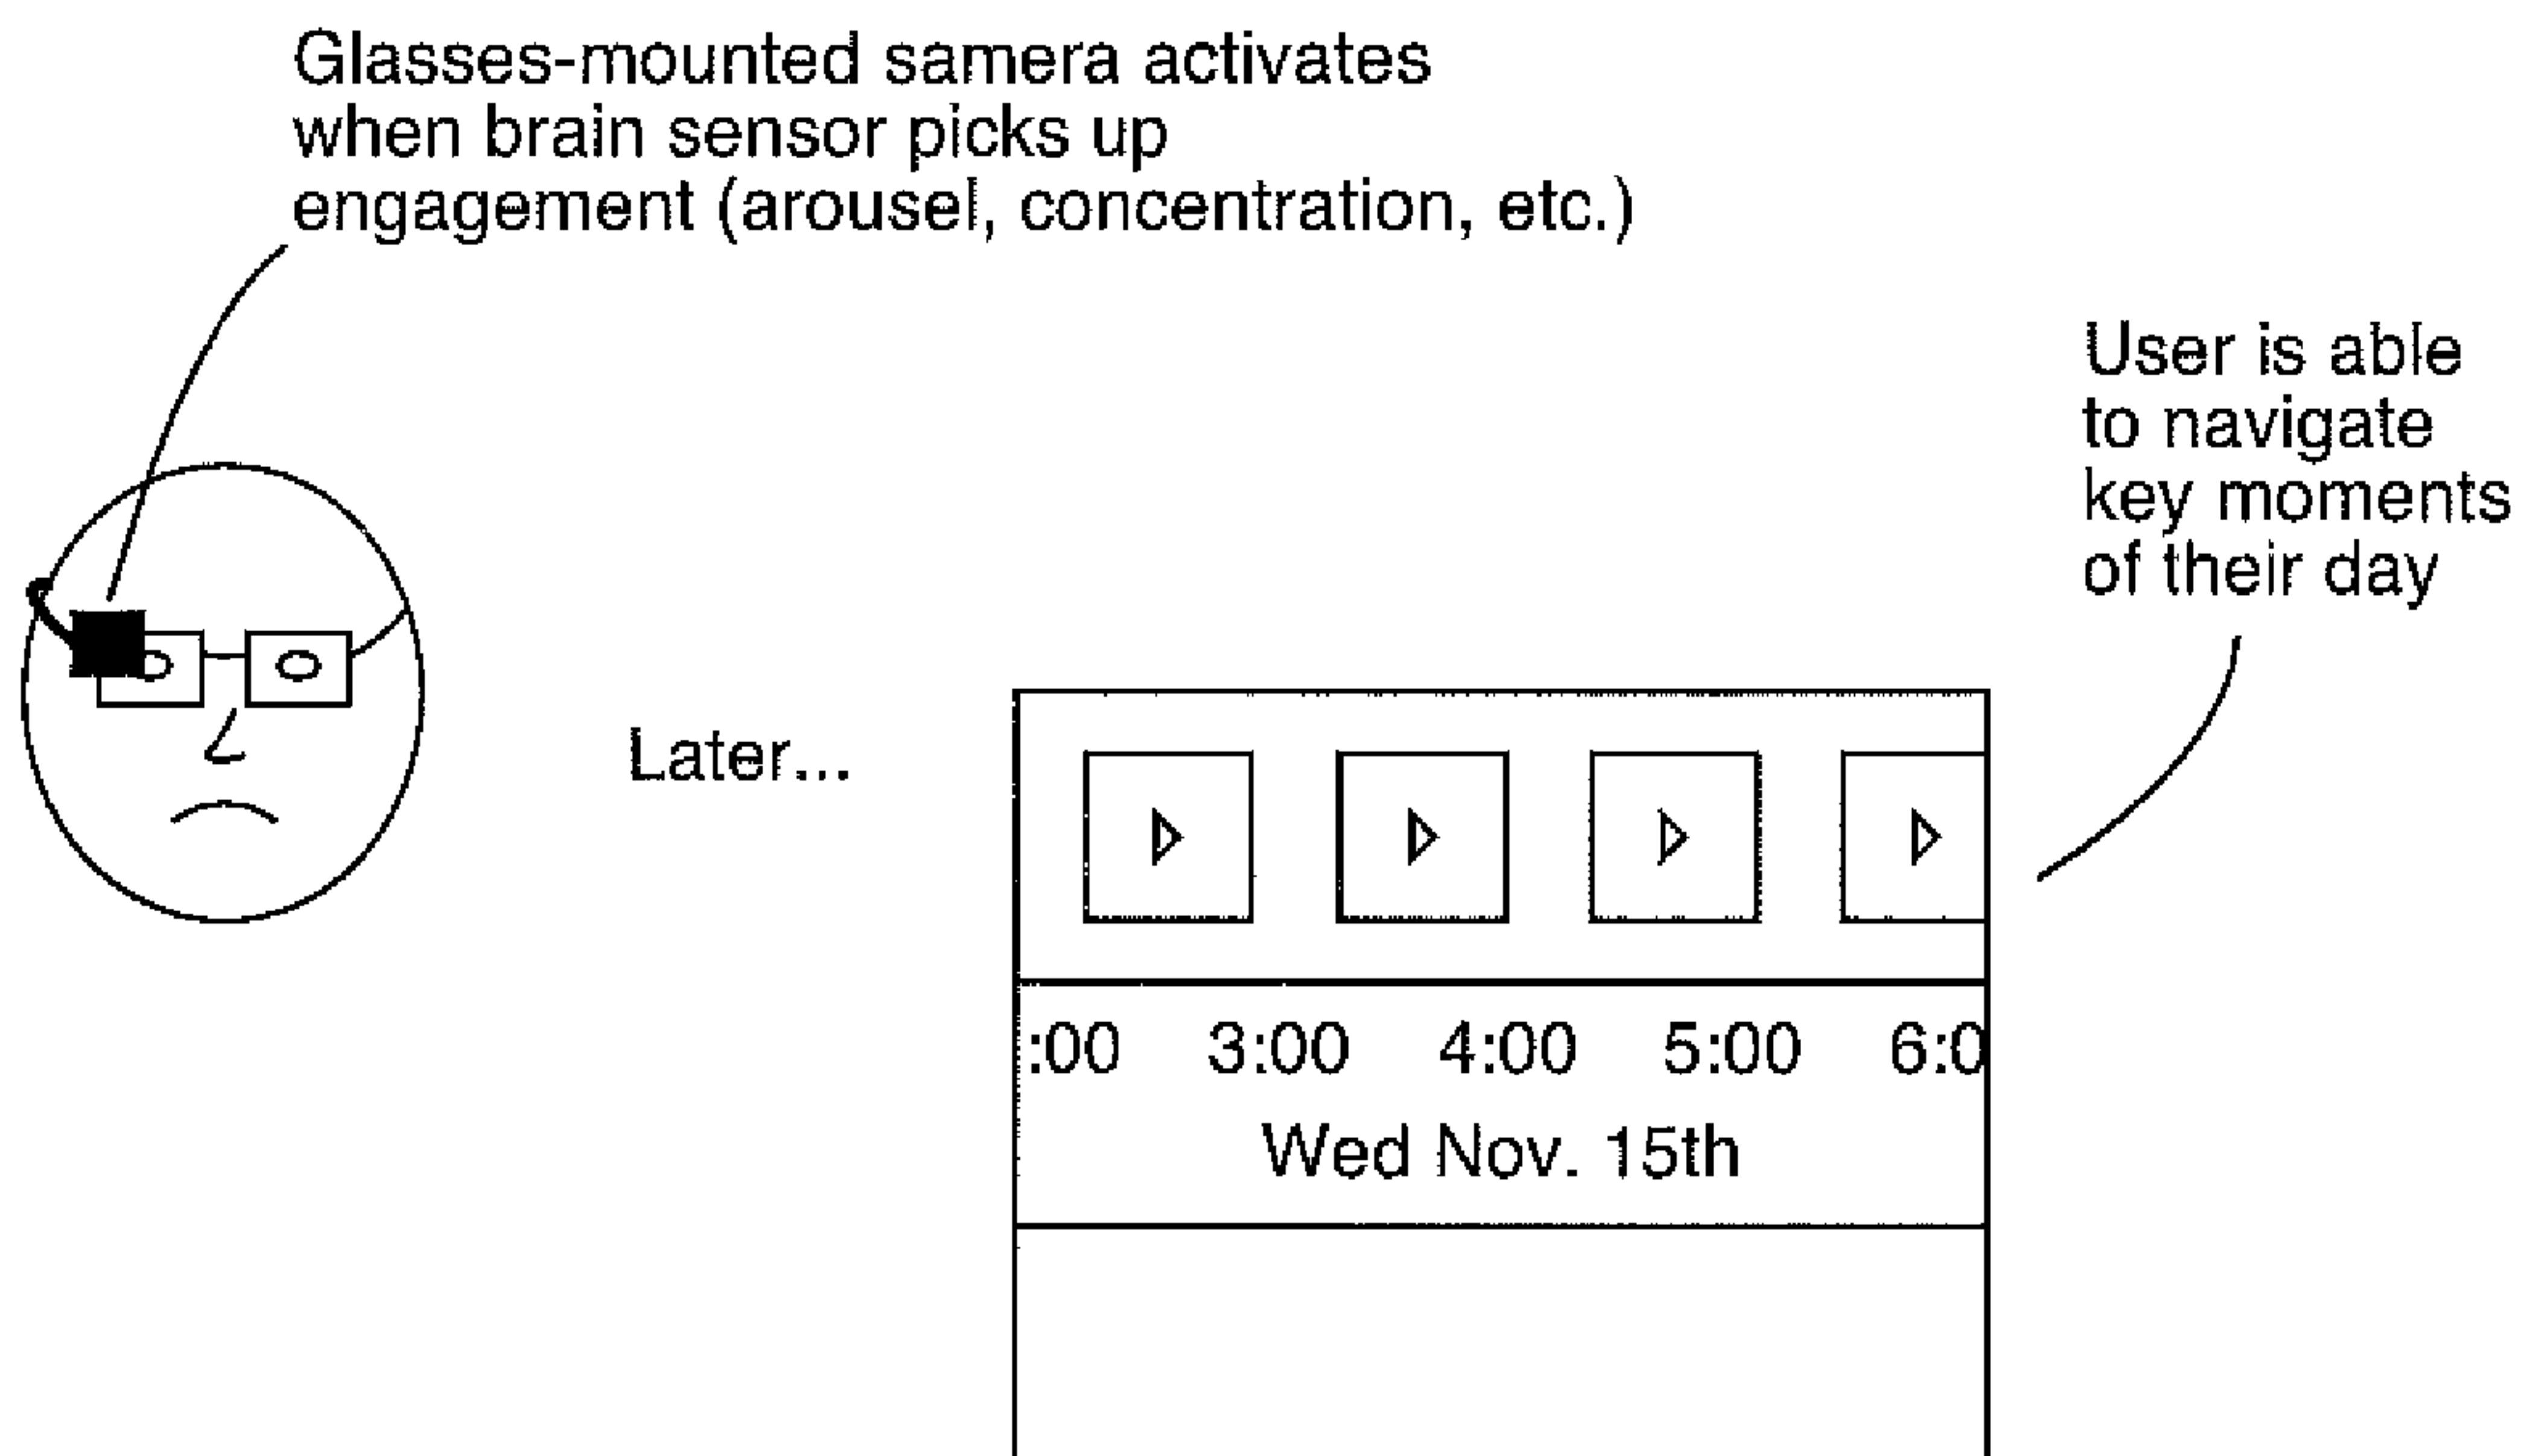 Glasses-mounted samera activates
when brain sensor picks up
engagement (arousel, concentration, etc.)
User is able
to navigate
key moments
of their day
Later...
:00 3:00 4:00 5:00 6:0
Wed Nov. 15th